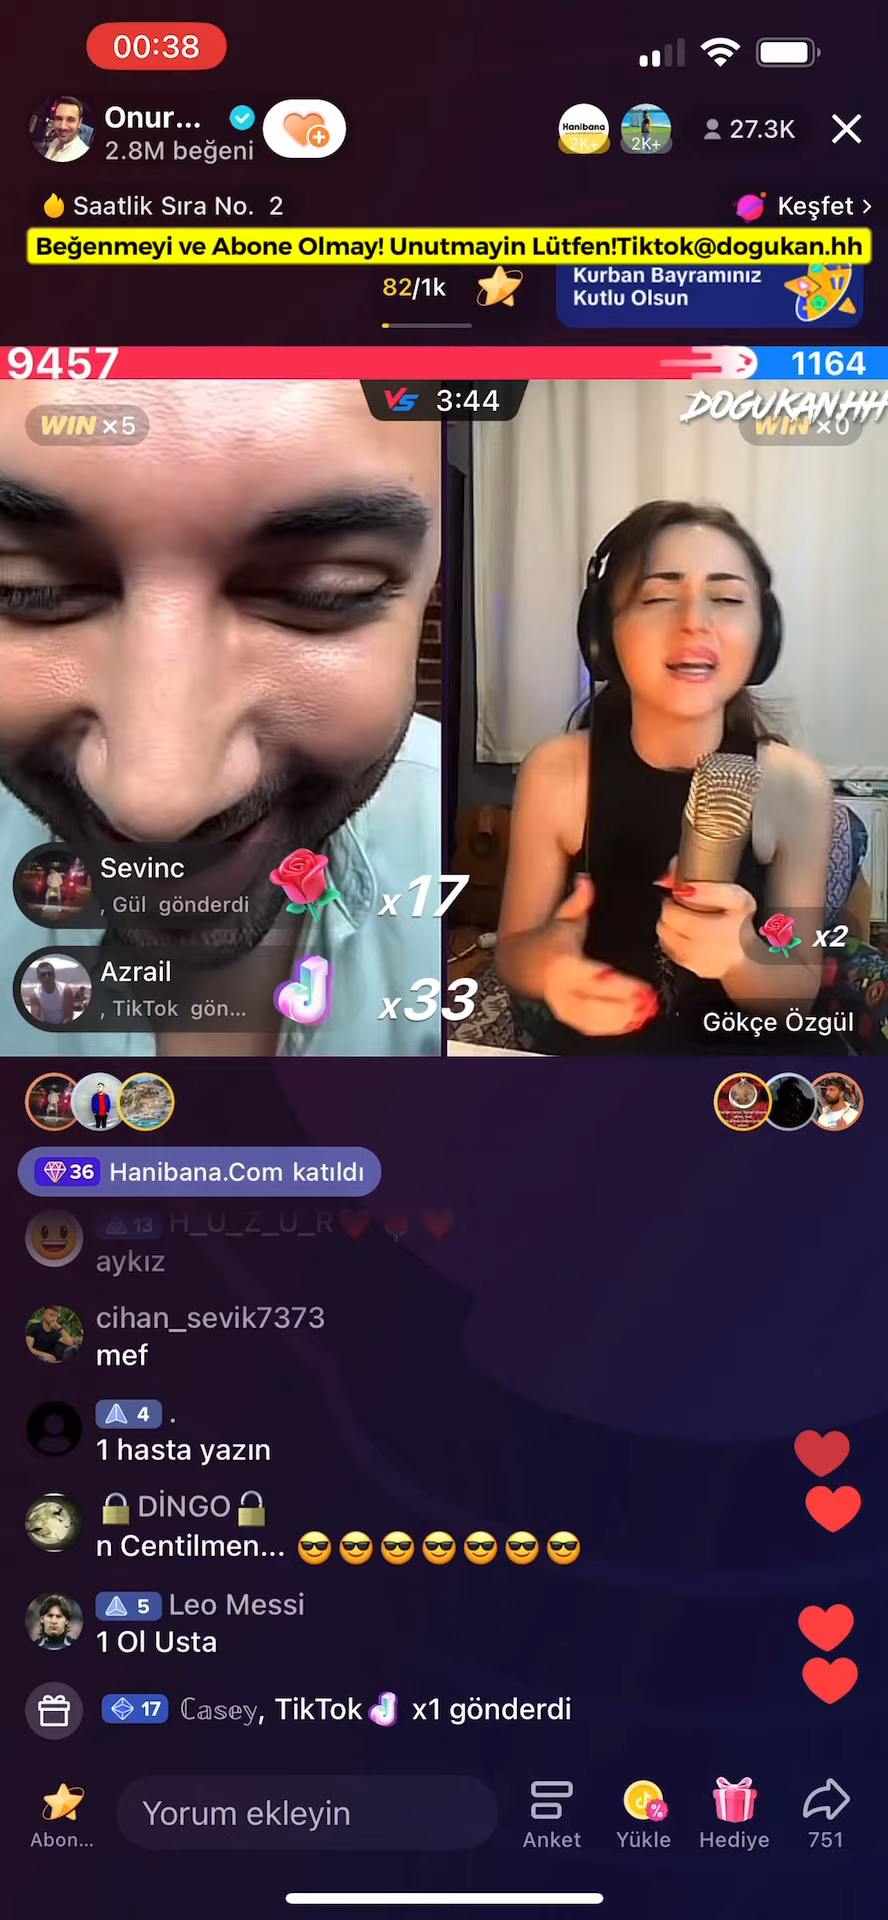 00:38
Onur...
2.8M beğeni
Hanibana
2K+
2K+
27.3K
Saatlik Sıra No. 2
Keşfet >
Beğenmeyi ve Abone Olmay! Unutmayin Lütfen!Tiktok@dogukan.hh
82/1k
Kurban Bayramınız
Kutlu Olsun
9457
1164
VS 3:44
DOGUKAN.HH
WIN x5
WIN x0
Sevinc
, Gül gönderdi
x17
Azrail
, TikTok gön...
x33
x2
Gökçe Özgül
36 Hanibana.Com katıldı
13 H_U_Z_U_R
aykız
cihan_sevik7373
mef
4 .
1 hasta yazın
DİNGO
n Centilmen... 😎😎😎😎😎😎😎
5 Leo Messi
1 Ol Usta
17 ℂ𝕒𝕤𝕖𝕪, TikTok x1 gönderdi
Abon...
Yorum ekleyin
Anket
Yükle
Hediye
751